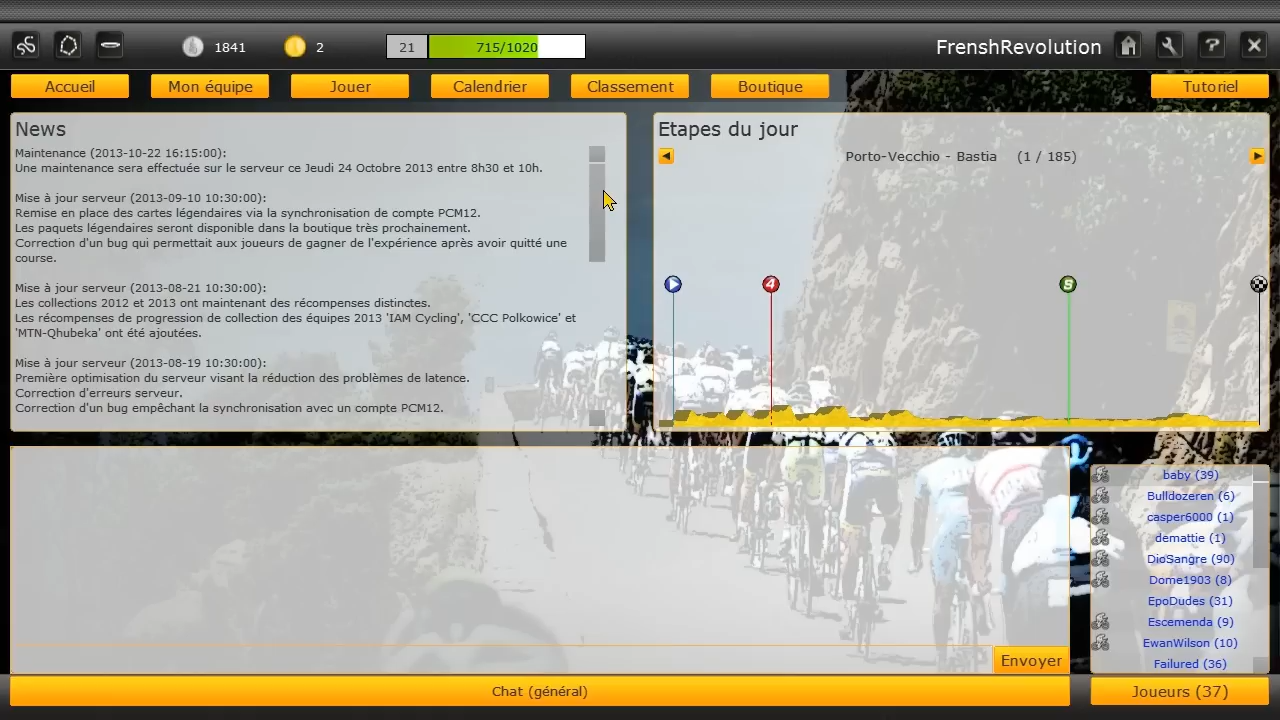 1841
2
21
715/1020
FrenshRevolution
Accueil
Mon équipe
Jouer
Calendrier
Classement
Boutique
Tutoriel
News
Maintenance (2013-10-22 16:15:00):
Une maintenance sera effectuée sur le serveur ce Jeudi 24 Octobre 2013 entre 8h30 et 10h.
Mise à jour serveur (2013-09-10 10:30:00):
Remise en place des cartes légendaires via la synchronisation de compte PCM12.
Les paquets légendaires seront disponible dans la boutique très prochainement.
Correction d'un bug qui permettait aux joueurs de gagner de l'expérience après avoir quitté une
course.
Mise à jour serveur (2013-08-21 10:30:00):
Les collections 2012 et 2013 ont maintenant des récompenses distinctes.
Les récompenses de progression de collection des équipes 2013 'IAM Cycling', 'CCC Polkowice' et
'MTN-Qhubeka' ont été ajoutées.
Mise à jour serveur (2013-08-19 10:30:00):
Première optimisation du serveur visant la réduction des problèmes de latence.
Correction d'erreurs serveur.
Correction d'un bug empêchant la synchronisation avec un compte PCM12.
Etapes du jour
Porto-Vecchio - Bastia (1 / 185)
4
S
baby (39)
Bulldozeren (6)
casper6000 (1)
demattie (1)
DioSangre (90)
Dome1903 (8)
EpoDudes (31)
Escemenda (9)
EwanWilson (10)
Failured (36)
Envoyer
Chat (général)
Joueurs (37)